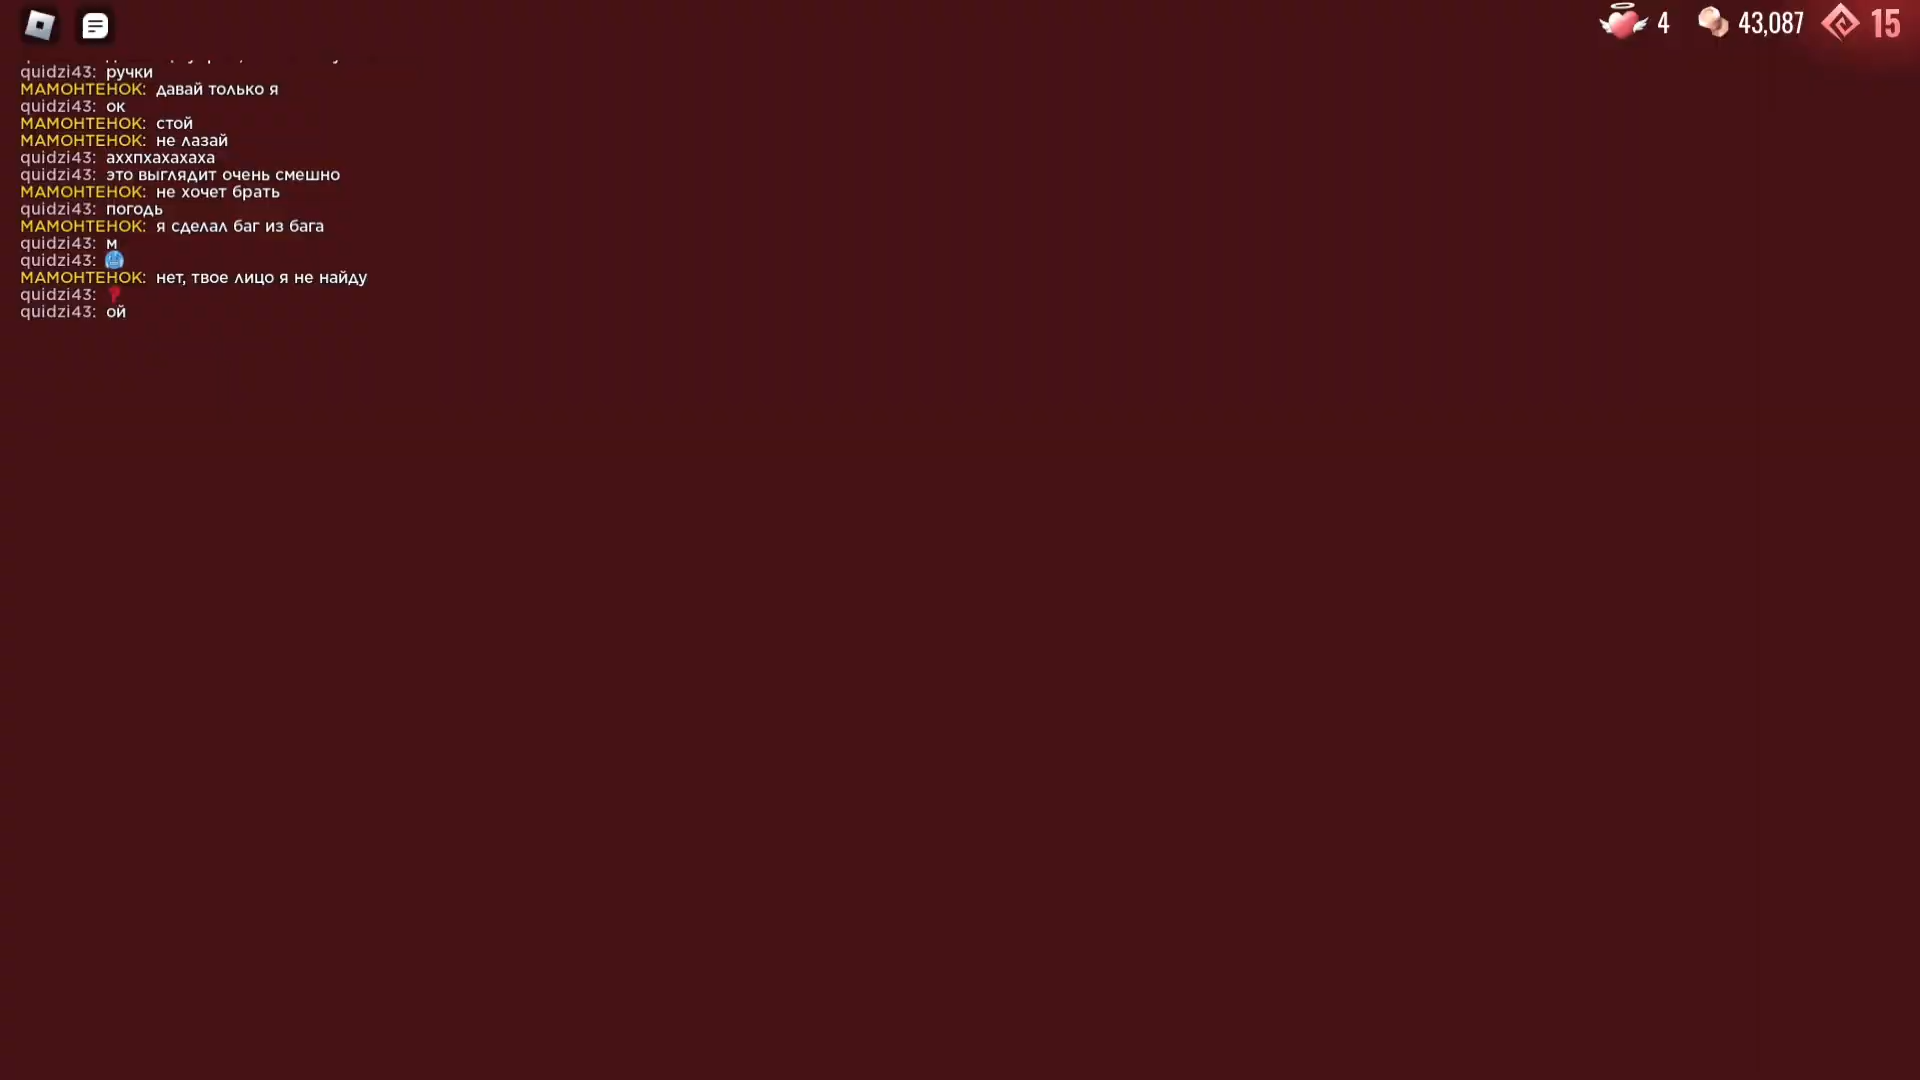 4 43,087 15
quidzi43: ручки
МАМОНТЕНОК: давай только я
quidzi43: ок
МАМОНТЕНОК: стой
МАМОНТЕНОК: не лазай
quidzi43: аххпхахахаха
quidzi43: это выглядит очень смешно
МАМОНТЕНОК: не хочет брать
quidzi43: погодь
МАМОНТЕНОК: я сделал баг из бага
quidzi43: м
quidzi43: 🥶
МАМОНТЕНОК: нет, твое лицо я не найду
quidzi43: ❓
quidzi43: ой